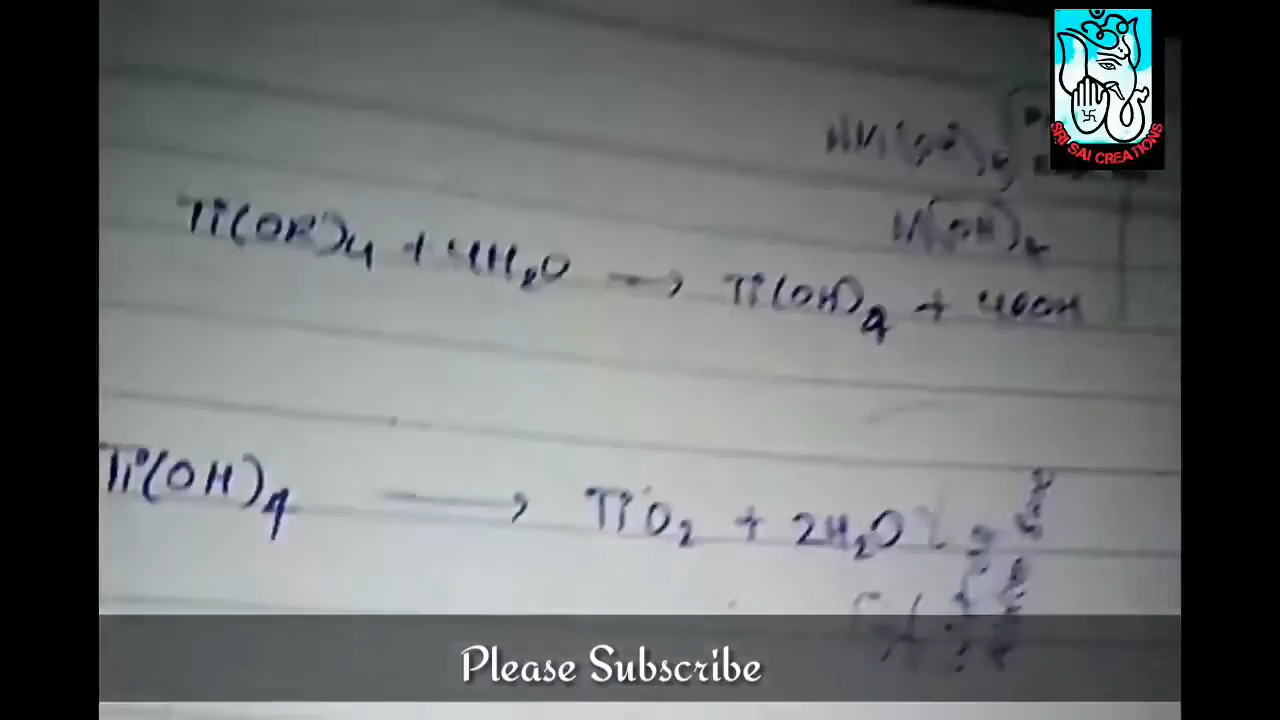 SRI SAI CREATIONS
Ti(OR)4 + 4H2O → Ti(OH)4 + 4ROH
Ti(OH)4 → TiO2 + 2H2O
Please Subscribe